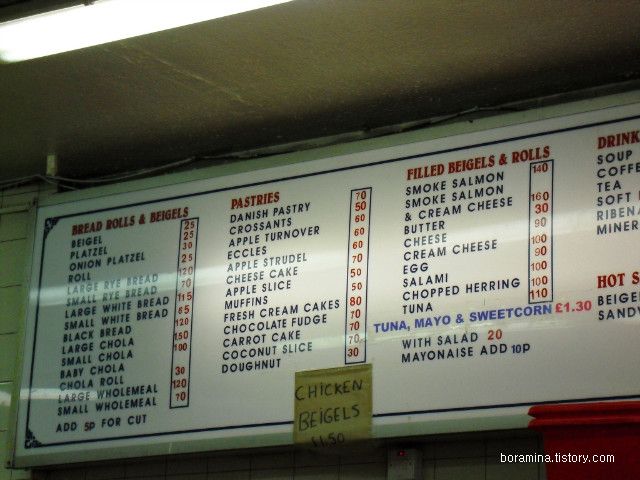 BREAD ROLLS & BEIGELS
BEIGEL 25
PLATZEL 25
ONION PLATZEL 30
ROLL 25
LARGE RYE BREAD 120
SMALL RYE BREAD 70
LARGE WHITE BREAD 115
SMALL WHITE BREAD 65
BLACK BREAD 120
LARGE CHOLA 150
SMALL CHOLA 100
BABY CHOLA
CHOLA ROLL 30
LARGE WHOLEMEAL 120
SMALL WHOLEMEAL 70
ADD 5p FOR CUT
PASTRIES
DANISH PASTRY 70
CROSSANTS 50
APPLE TURNOVER 60
ECCLES 50
APPLE STRUDEL 60
CHEESE CAKE 70
APPLE SLICE 50
MUFFINS 50
FRESH CREAM CAKES 80
CHOCOLATE FUDGE 70
CARROT CAKE 70
COCONUT SLICE 70
DOUGHNUT 30
FILLED BEIGELS & ROLLS
SMOKE SALMON 140
SMOKE SALMON
& CREAM CHEESE 160
BUTTER 30
CHEESE 90
CREAM CHEESE 100
EGG 90
SALAMI 100
CHOPPED HERRING 100
TUNA 110
TUNA, MAYO & SWEETCORN £1.30
WITH SALAD 20
MAYONAISE ADD 10p
DRINK
SOUP
COFFE
TEA
SOFT
RIBEN
MINER
HOT S
BEIGE
SANDW
CHICKEN
BEIGELS
£1.50
boramina.tistory.com